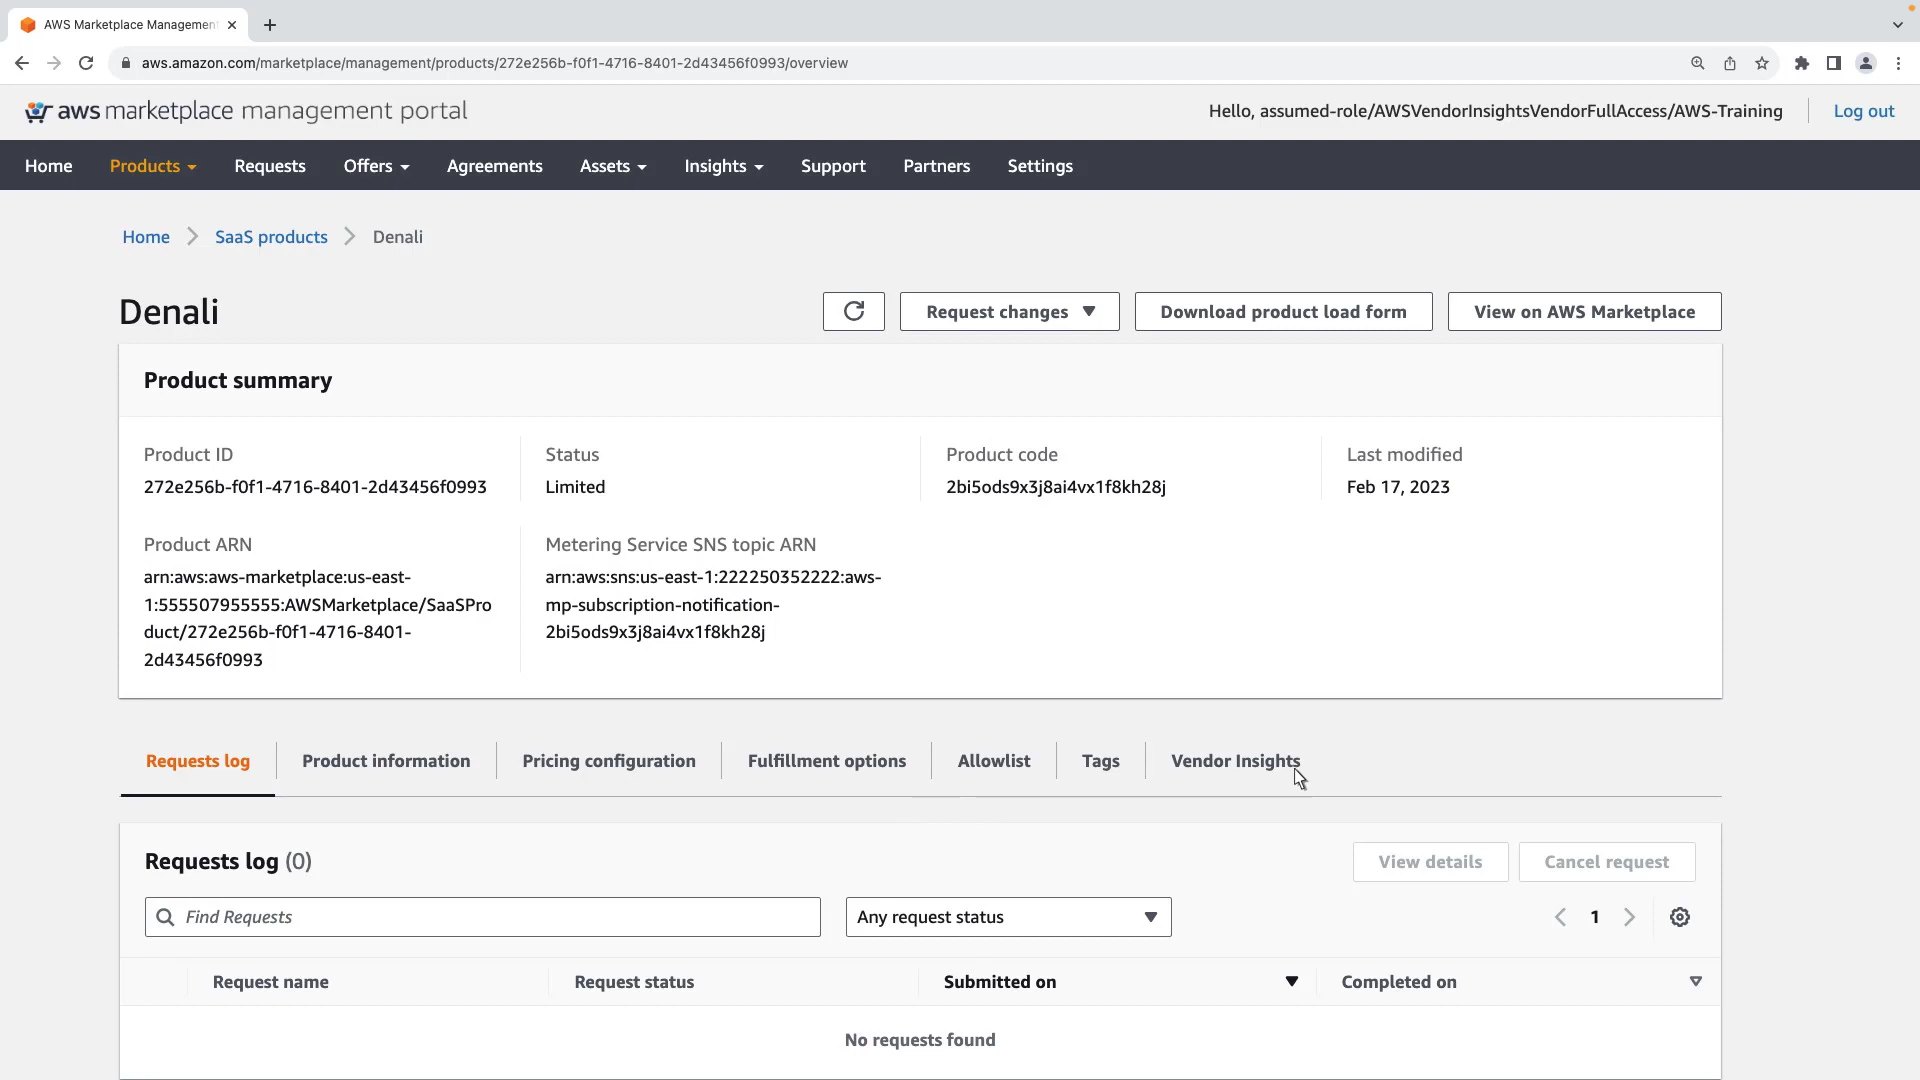 AWS Marketplace Managemen
aws.amazon.com/marketplace/management/products/272e256b-f0f1-4716-8401-2d43456f0993/overview
aws marketplace management portal
Hello, assumed-role/AWSVendorInsightsVendorFullAccess/AWS-Training
Log out
Home
Products
Requests
Offers
Agreements
Assets
Insights
Support
Partners
Settings
Home
SaaS products
Denali
Denali
Request changes
Download product load form
View on AWS Marketplace
Product summary
Product ID
272e256b-f0f1-4716-8401-2d43456f0993
Status
Limited
Product code
2bi5ods9x3j8ai4vx1f8kh28j
Last modified
Feb 17, 2023
Product ARN
arn:aws:aws-marketplace:us-east-
1:555507955555:AWSMarketplace/SaaSPro
duct/272e256b-f0f1-4716-8401-
2d43456f0993
Metering Service SNS topic ARN
arn:aws:sns:us-east-1:222250352222:aws-
mp-subscription-notification-
2bi5ods9x3j8ai4vx1f8kh28j
Requests log
Product information
Pricing configuration
Fulfillment options
Allowlist
Tags
Vendor Insights
Requests log (0)
View details
Cancel request
Find Requests
Any request status
1
Request name
Request status
Submitted on
Completed on
No requests found